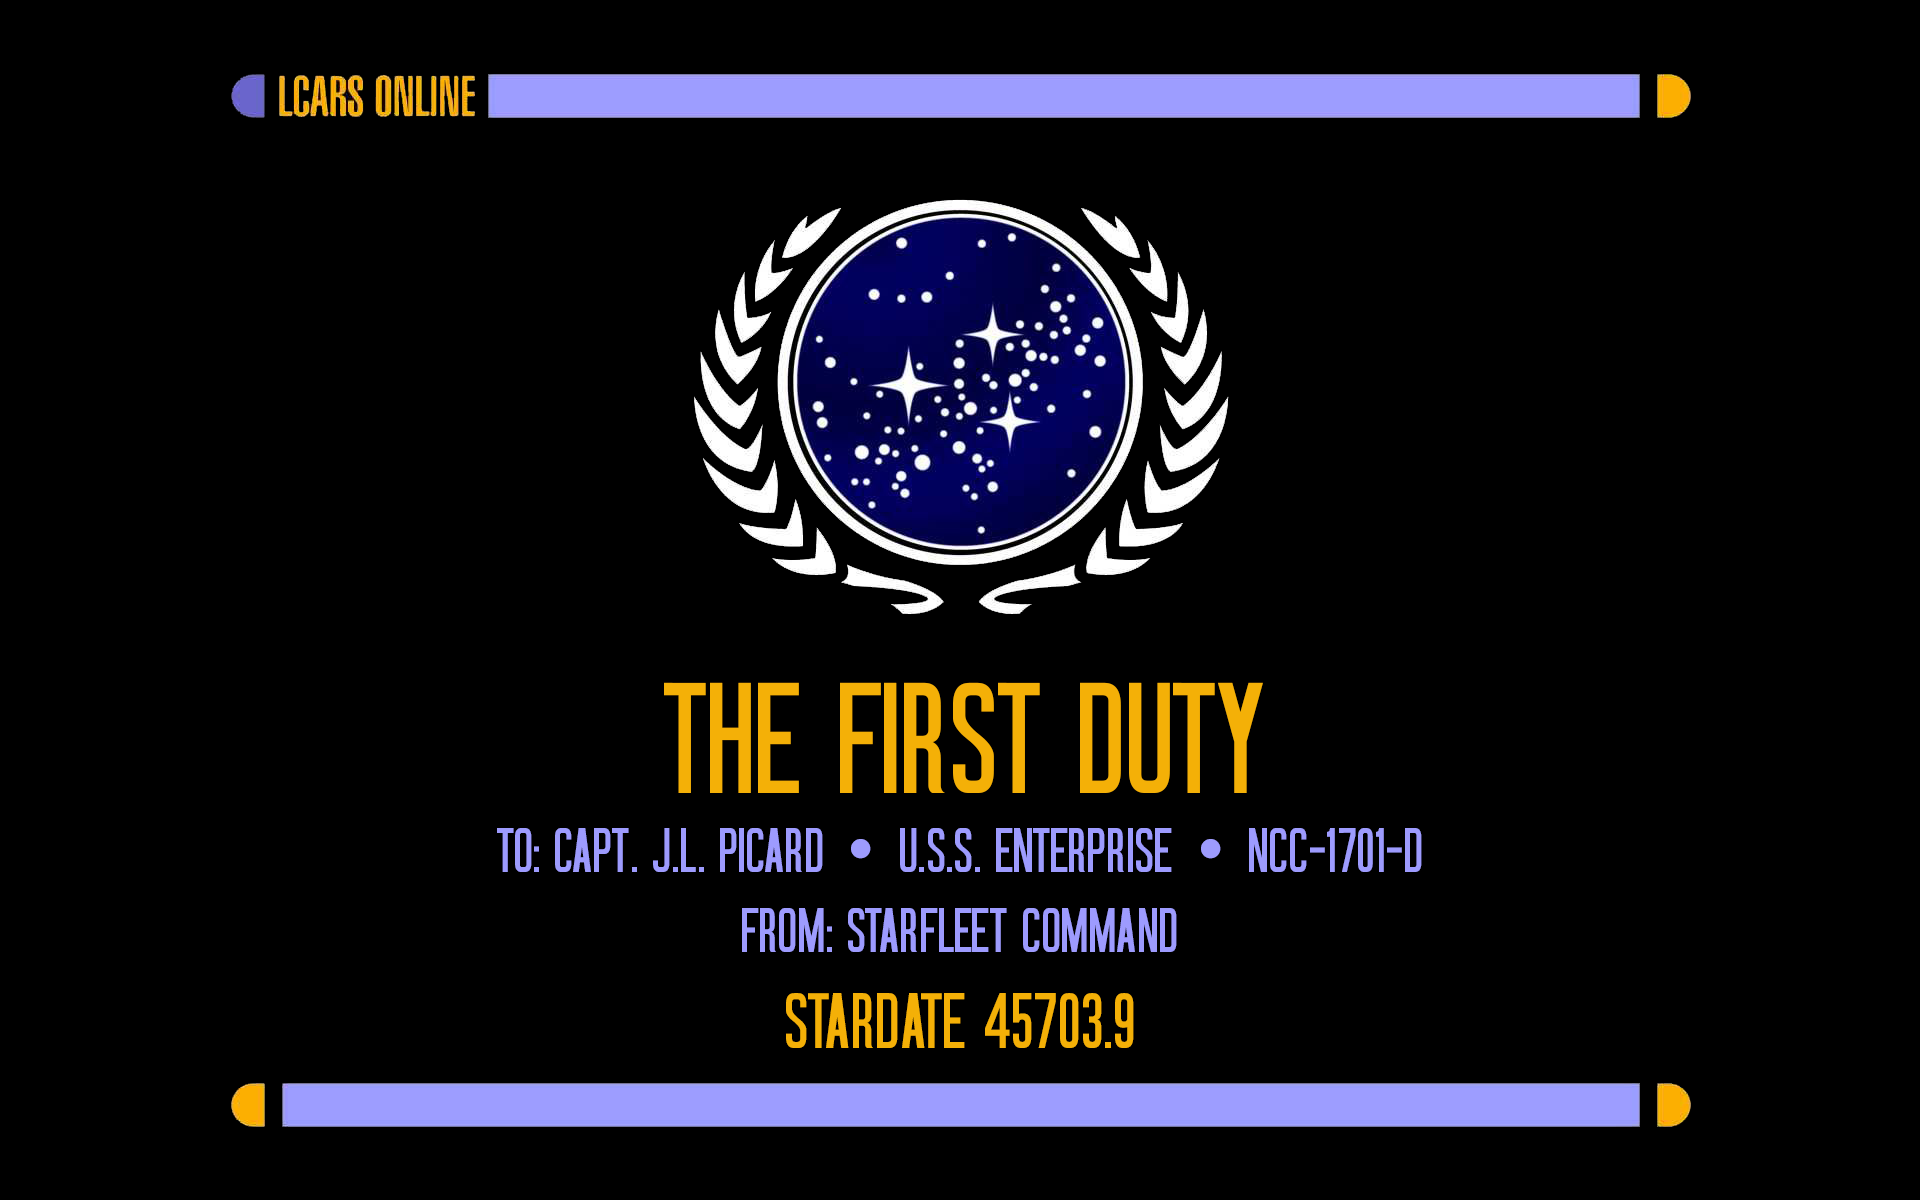 LCARS ONLINE
THE FIRST DUTY
TO: CAPT. J.L. PICARD • U.S.S. ENTERPRISE • NCC-1701-D
FROM: STARFLEET COMMAND
STARDATE 45703.9